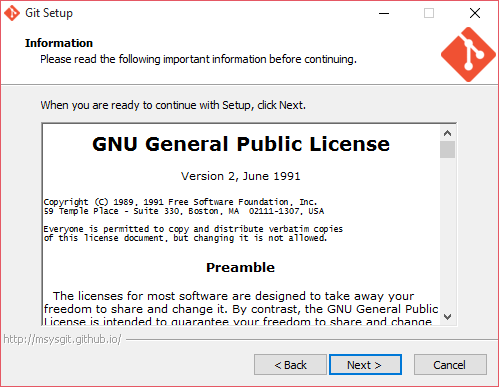 Git Setup
Information
Please read the following important information before continuing.
When you are ready to continue with Setup, click Next.
GNU General Public License
Version 2, June 1991
Copyright (C) 1989, 1991 Free Software Foundation, Inc.
59 Temple Place - Suite 330, Boston, MA  02111-1307, USA
Everyone is permitted to copy and distribute verbatim copies
of this license document, but changing it is not allowed.
Preamble
The licenses for most software are designed to take away your
freedom to share and change it. By contrast, the GNU General Public
License is intended to guarantee your freedom to share and change
http://msysgit.github.io/
< Back
Next >
Cancel